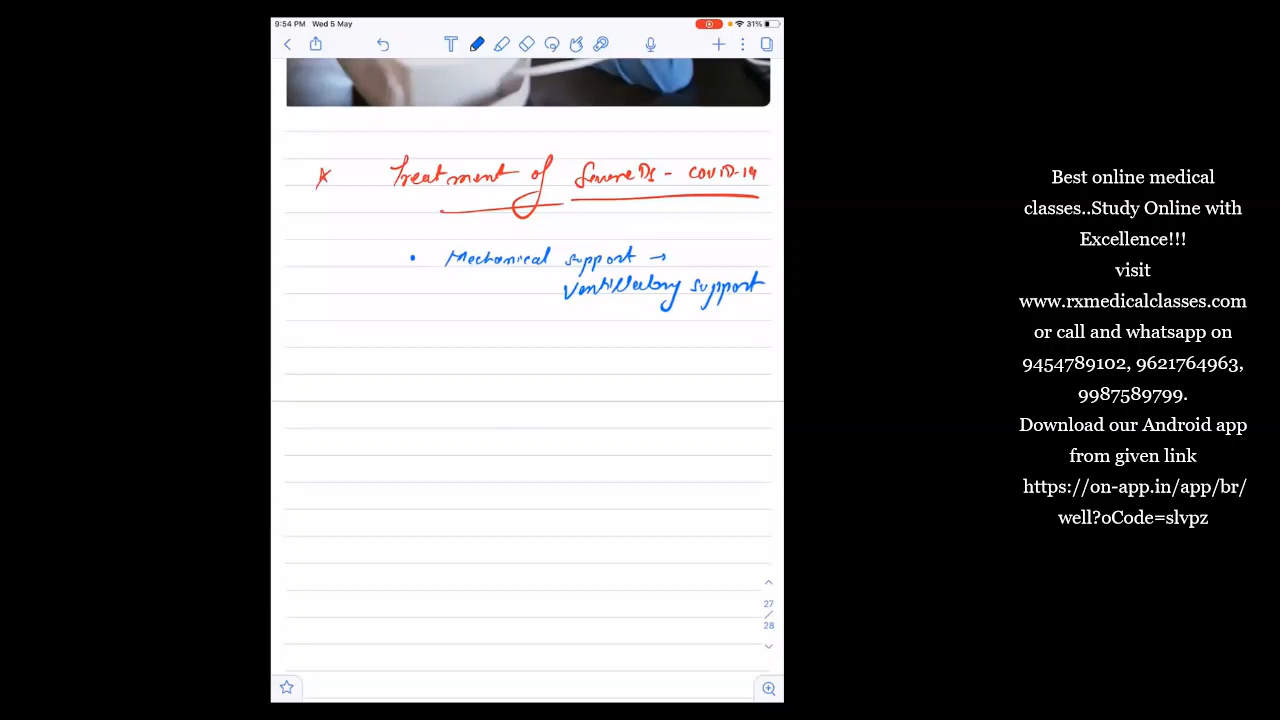 9:54 PM Wed 5 May
31%
Treatment of Severe Ds - COVID-19
• Mechanical support →
Ventillatory support
27
/
28
Best online medical
classes..Study Online with
Excellence!!!
visit
www.rxmedicalclasses.com
or call and whatsapp on
9454789102, 9621764963,
9987589799.
Download our Android app
from given link
https://on-app.in/app/br/
well?oCode=slvpz